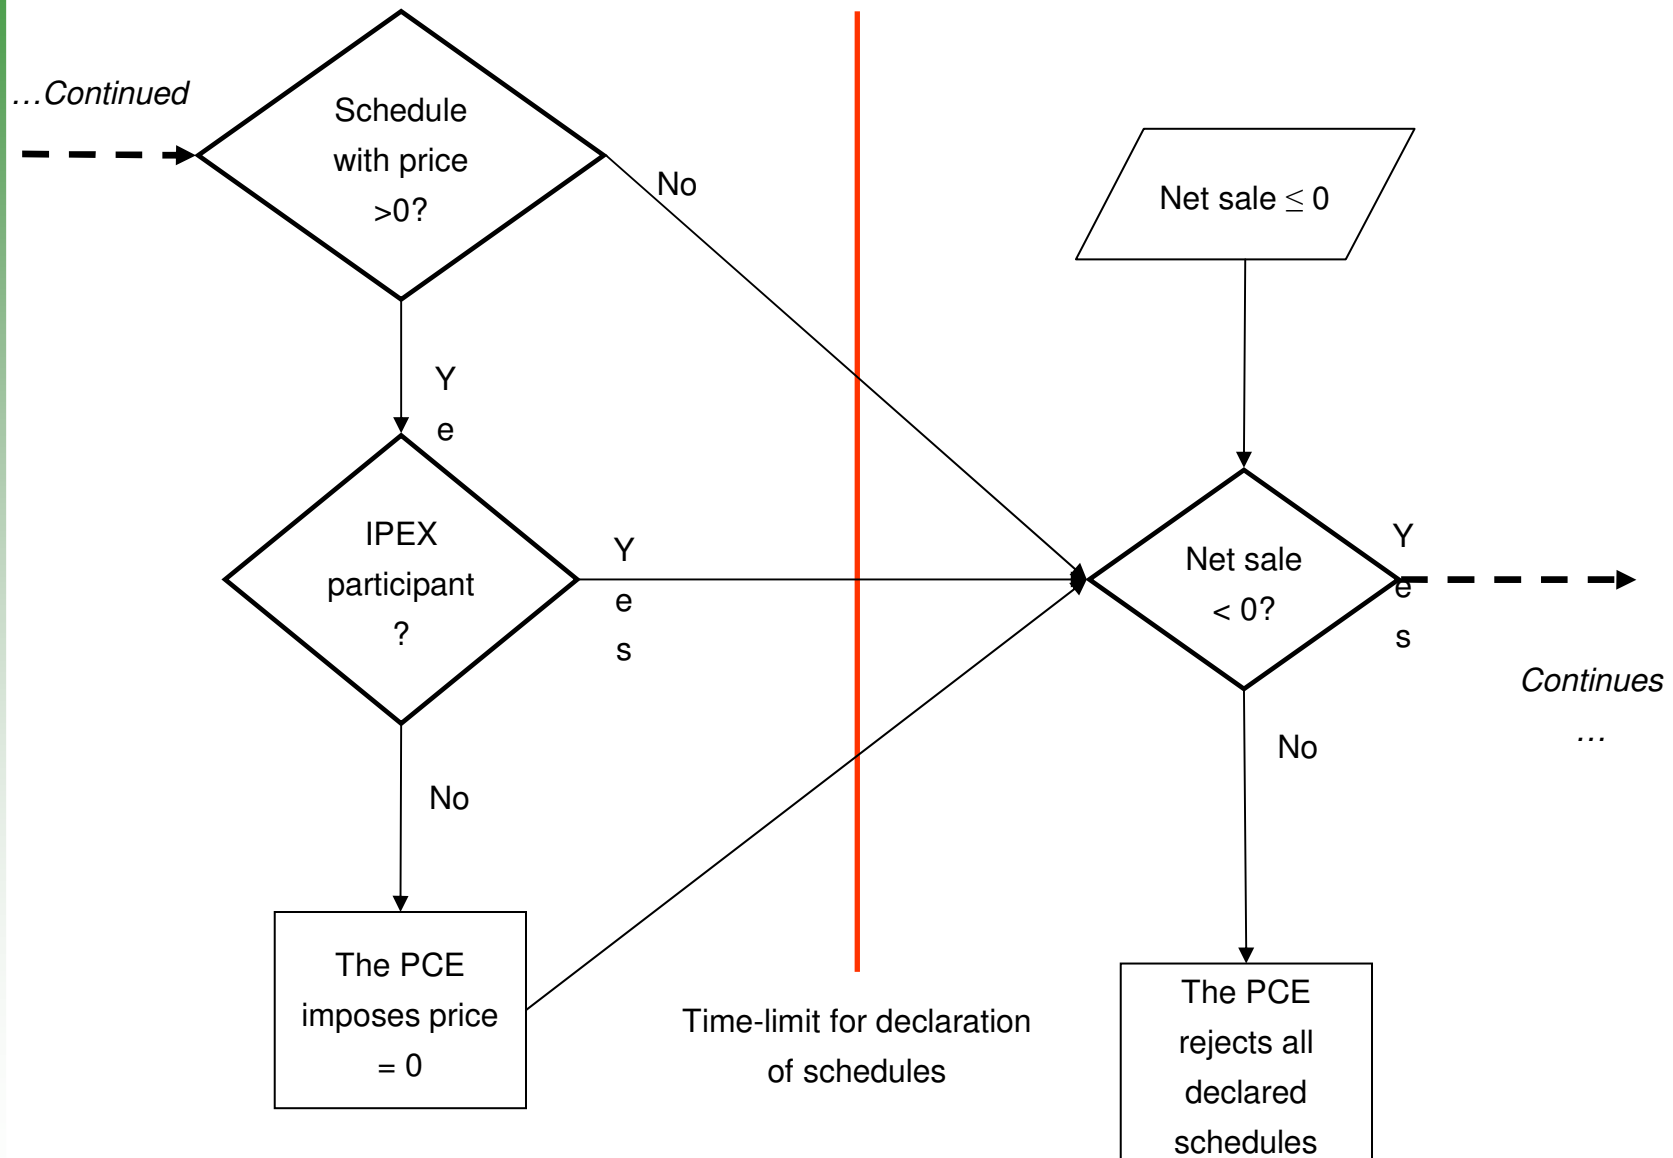 …Continued
Schedule
with price
>0?
No
Net sale ≤ 0
Y
e
IPEX
participant
?
Y
e
s
Net sale
< 0?
Y
e
s
Continues
…
No
No
The PCE
imposes price
= 0
Time-limit for declaration
of schedules
The PCE
rejects all
declared
schedules